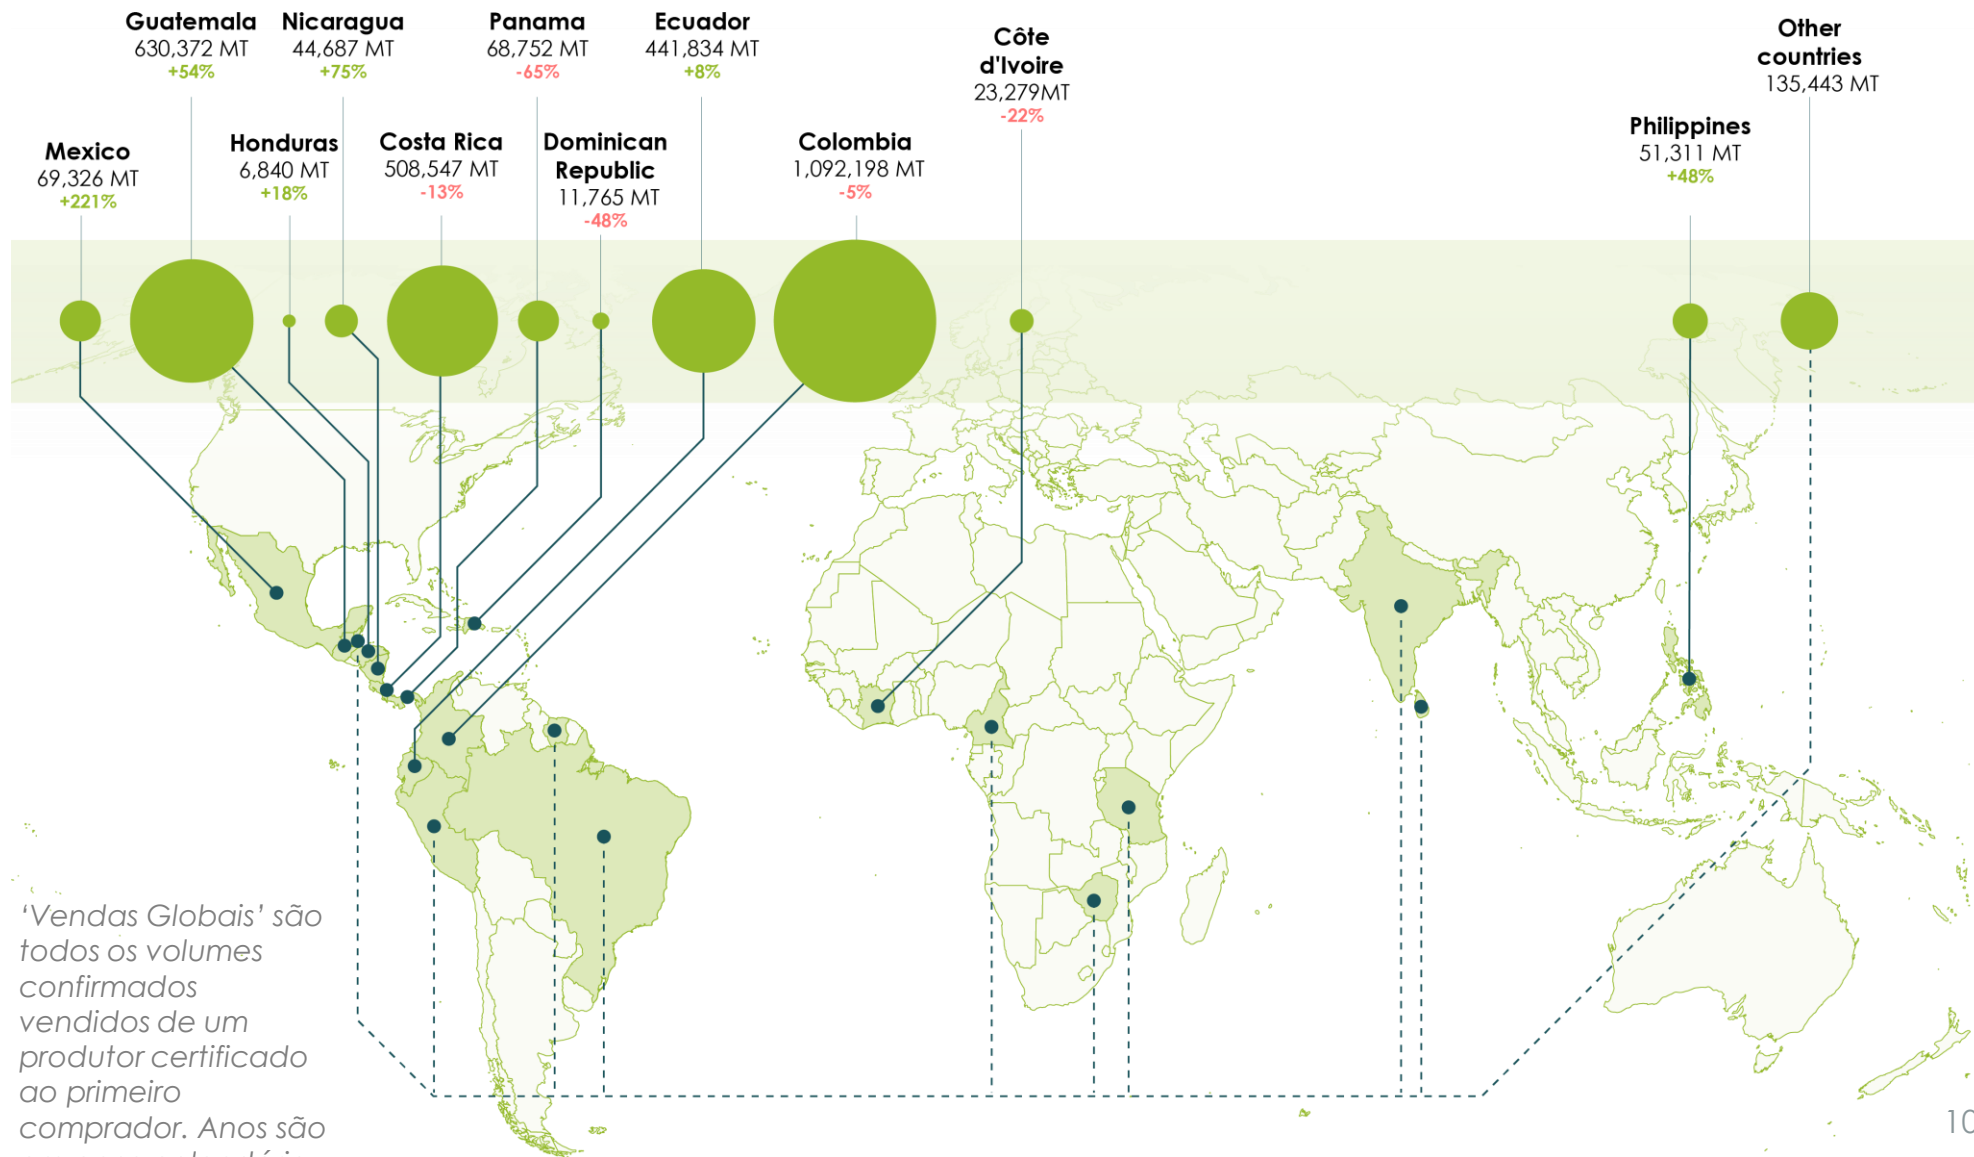 Guatemala
630,372 MT
+54%
Nicaragua
44,687 MT
+75%
Panama
68,752 MT
-65%
Ecuador
441,834 MT
+8%
Côte
d'Ivoire
23,279MT
-22%
Other
countries
135,443 MT
Mexico
69,326 MT
+221%
Honduras
6,840 MT
+18%
Costa Rica
508,547 MT
-13%
Dominican
Republic
11,765 MT
-48%
Colombia
1,092,198 MT
-5%
Philippines
51,311 MT
+48%
‘Vendas Globais’ são
todos os volumes
confirmados
vendidos de um
produtor certificado
ao primeiro
comprador. Anos são
10